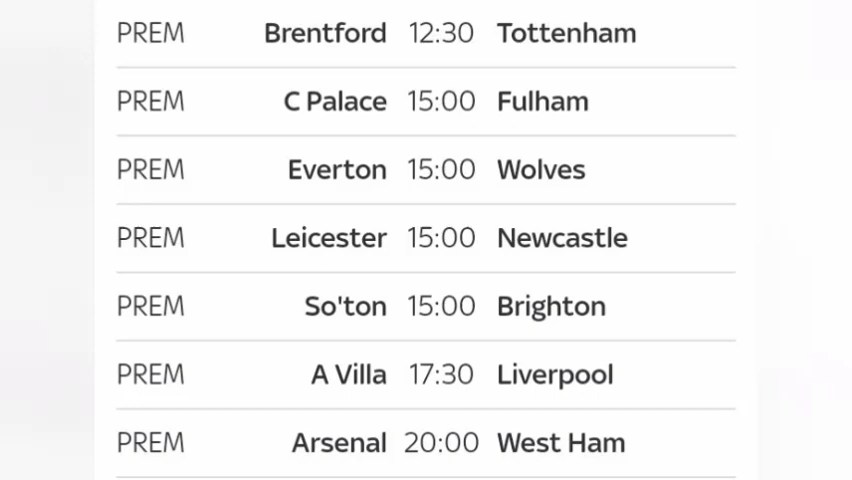 PREM Brentford 12:30 Tottenham
PREM C Palace 15:00 Fulham
PREM Everton 15:00 Wolves
PREM Leicester 15:00 Newcastle
PREM So'ton 15:00 Brighton
PREM A Villa 17:30 Liverpool
PREM Arsenal 20:00 West Ham